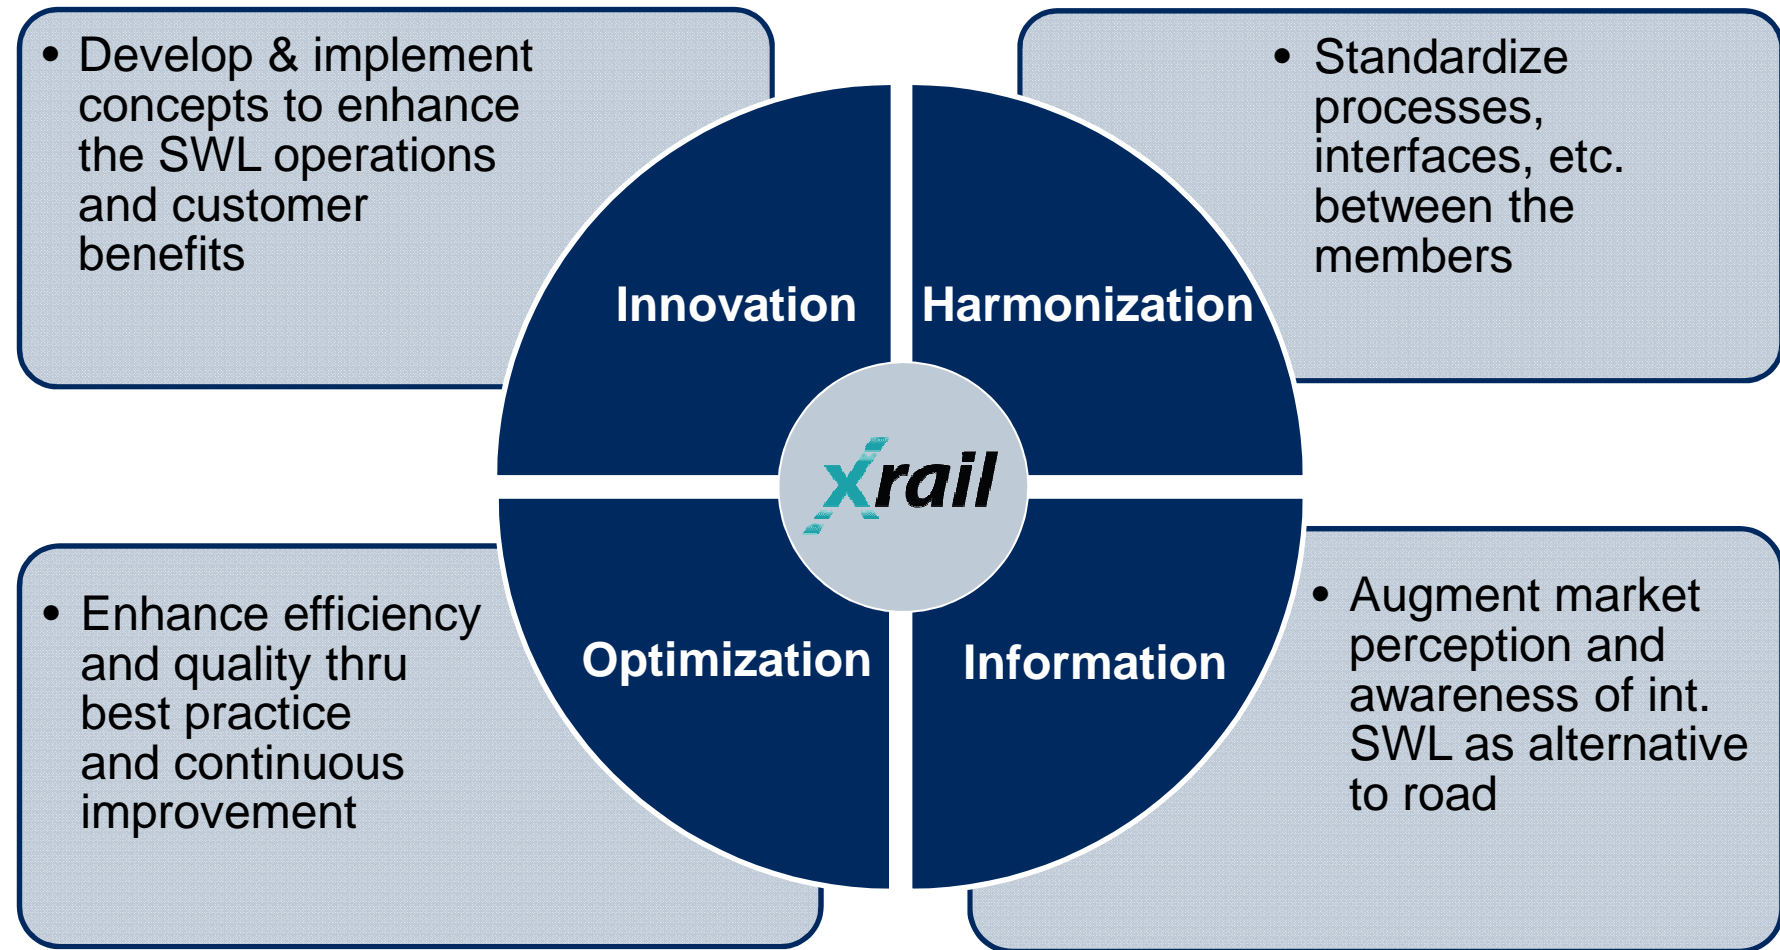 • Develop & implement
concepts to enhance
the SWL operations
and customer
benefits
• Standardize
processes,
interfaces, etc.
between the
members
Innovation
Harmonization
xrail
Optimization
Information
• Enhance efficiency
and quality thru
best practice
and continuous
improvement
• Augment market
perception and
awareness of int.
SWL as alternative
to road